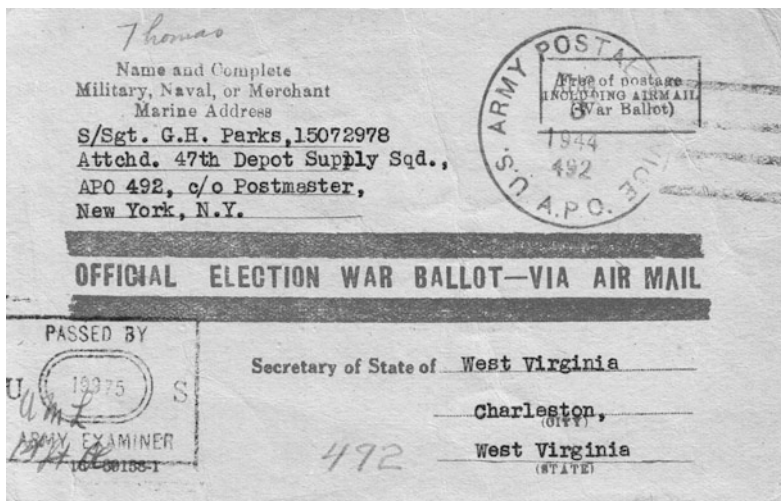 Thomas
Name and Complete
Military, Naval, or Merchant
Marine Address
S/Sgt. G.H. Parks,15072978
Attchd. 47th Depot Supply Sqd.,
APO 492, c/o Postmaster,
New York, N.Y.
U.S. ARMY POSTAL SERVICE
A.P.O.
1944
492
Free of postage
INCLUDING AIRMAIL
(War Ballot)
OFFICIAL ELECTION WAR BALLOT—VIA AIR MAIL
PASSED BY
U S
ARMY EXAMINER
Secretary of State of West Virginia
Charleston,
(CITY)
West Virginia
(STATE)
492